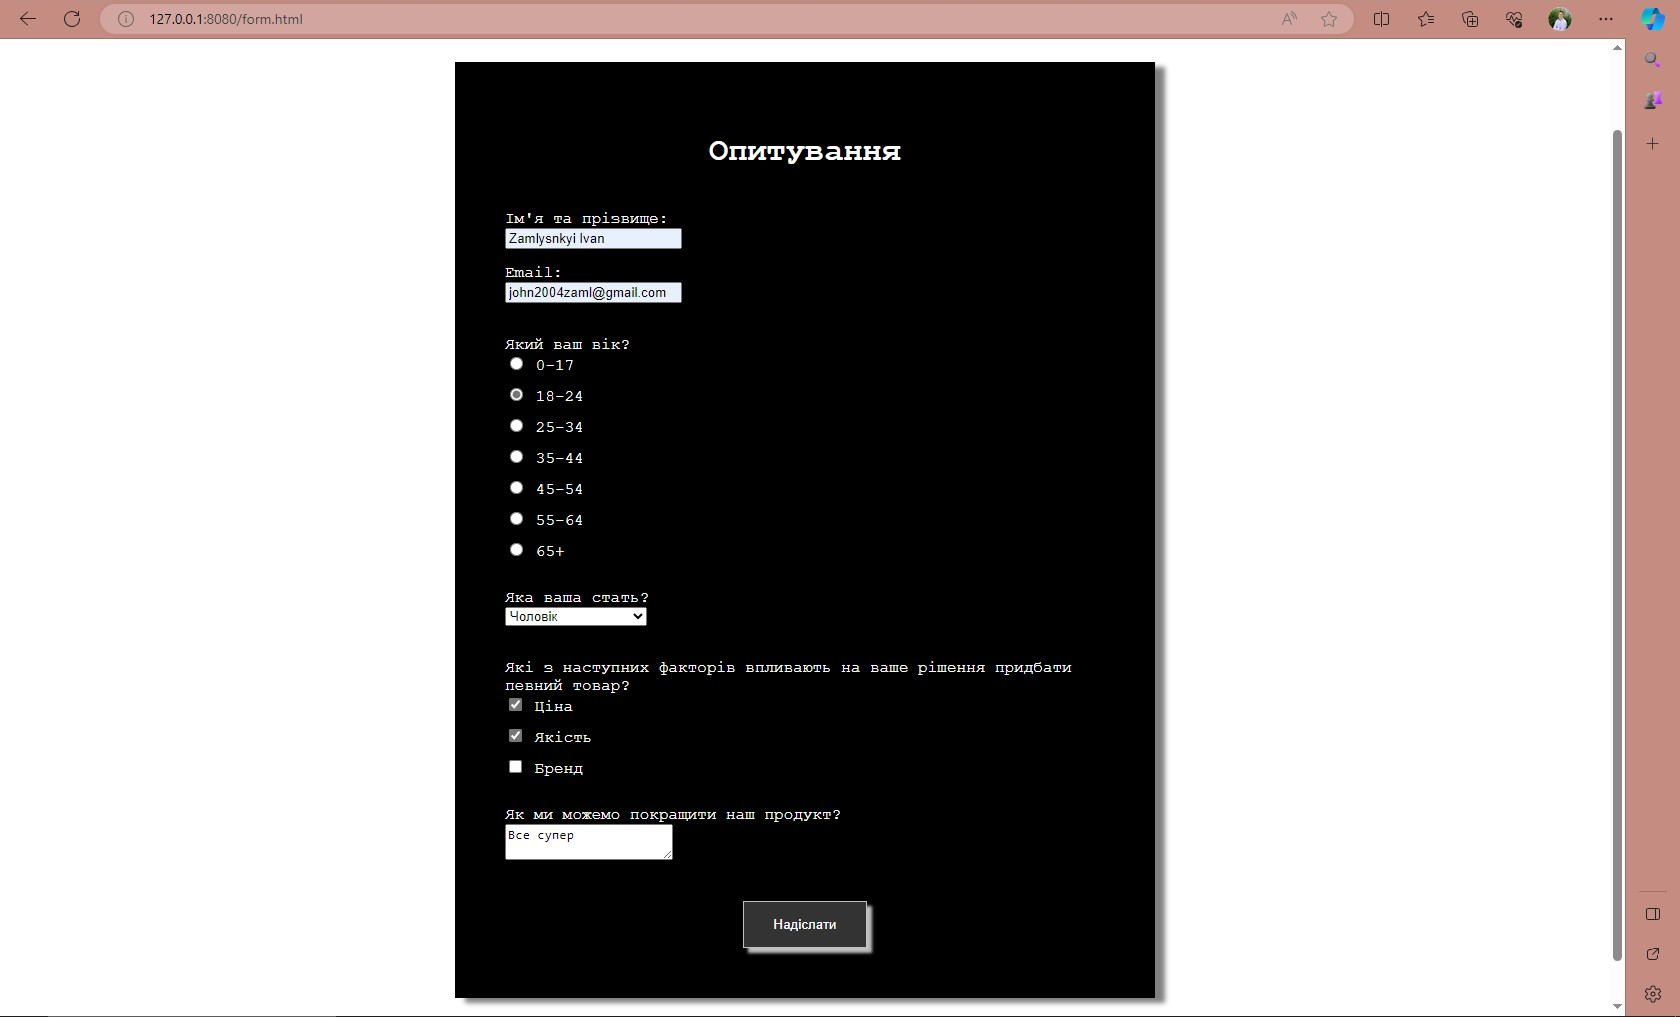 127.0.0.1:8080/form.html
Опитування
Ім'я та прізвище:
Zamlysnkyi Ivan
Email:
john2004zaml@gmail.com
Який ваш вік?
0-17
18-24
25-34
35-44
45-54
55-64
65+
Яка ваша стать?
Чоловік
Які з наступних факторів впливають на ваше рішення придбати
певний товар?
Ціна
Якість
Бренд
Як ми можемо покращити наш продукт?
Все супер
Надіслати